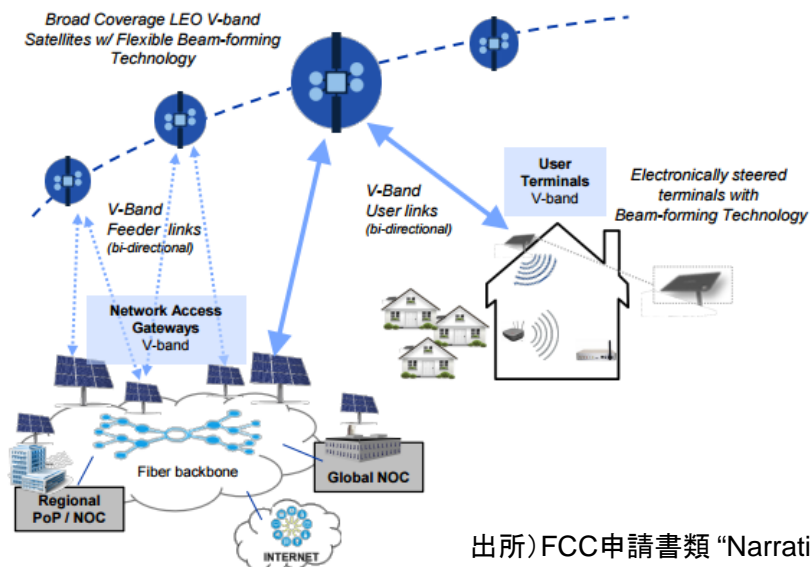 Broad Coverage LEO V-band
Satellites w/ Flexible Beam-forming
Technology
V-Band
Feeder links
(bi-directional)
V-Band
User links
(bi-directional)
User
Terminals
V-band
Electronically steered
terminals with
Beam-forming Technology
Network Access
Gateways
V-band
Fiber backbone
Regional
PoP / NOC
Global NOC
INTERNET
出所)FCC申請書類 “Narrati